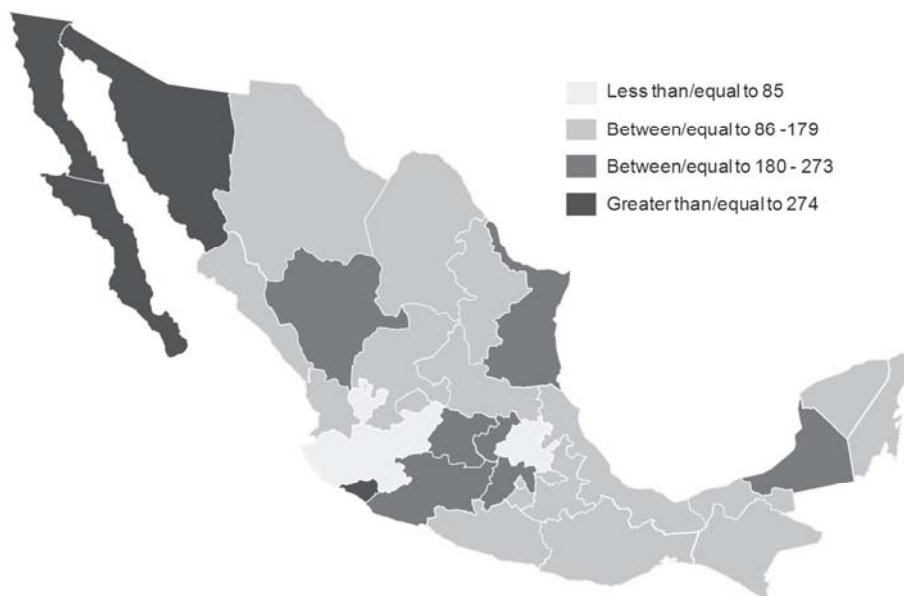 Less than/equal to 85
Between/equal to 86 -179
Between/equal to 180 - 273
Greater than/equal to 274